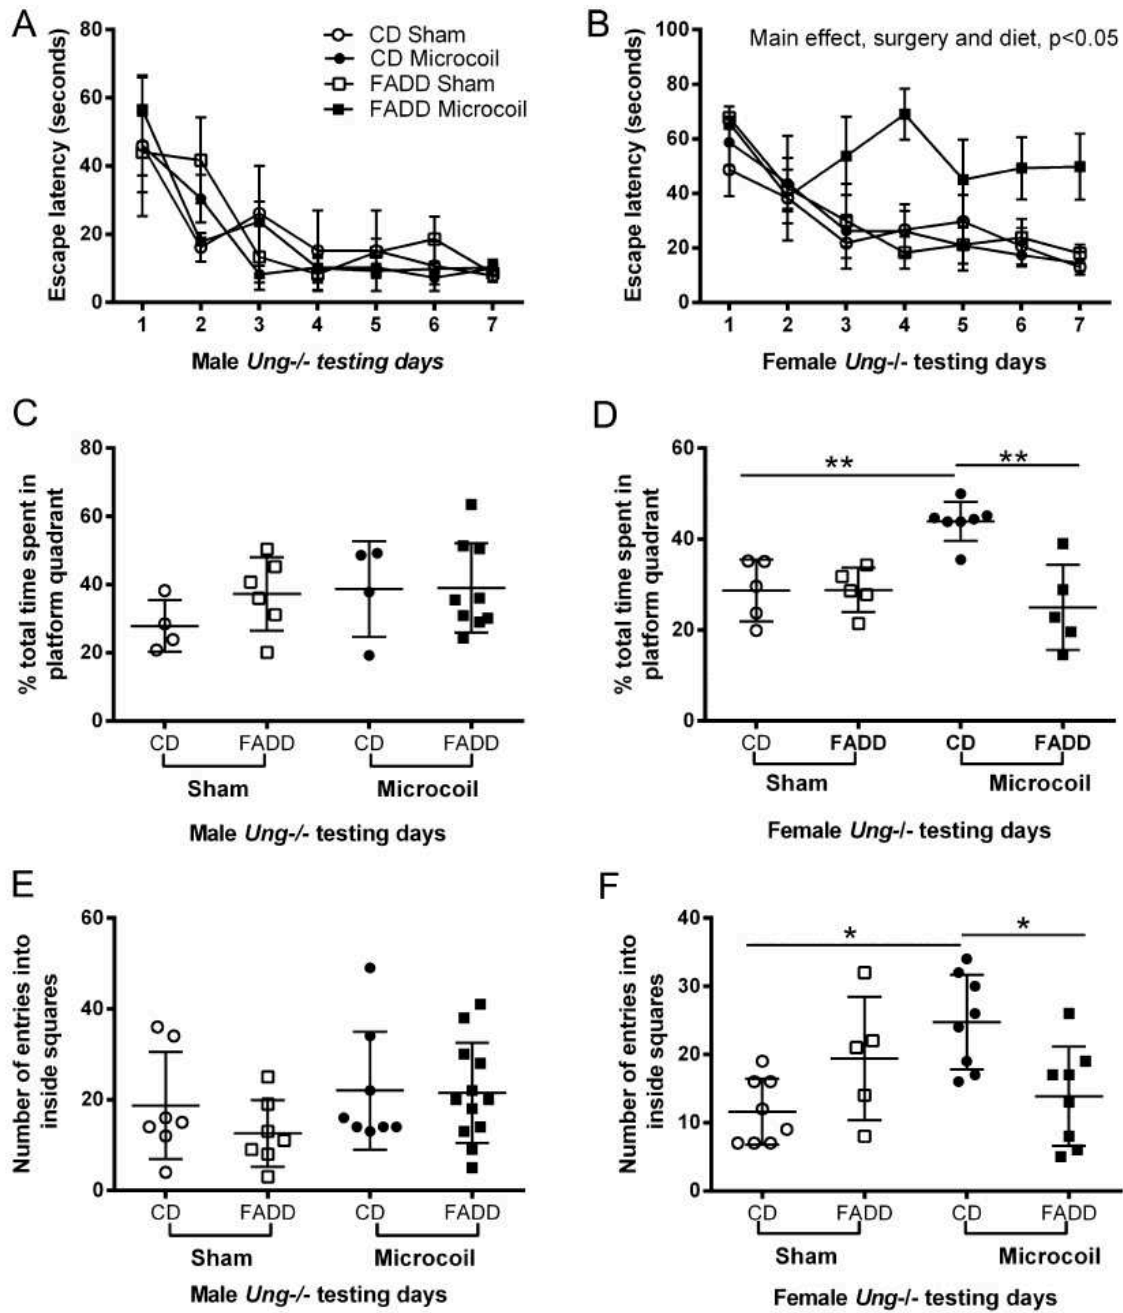 A
Escape latency (seconds)
80
60
40
20
0
CD Sham
CD Microcoil
FADD Sham
FADD Microcoil
1 2 3 4 5 6 7
Male Ung-/- testing days
B
Escape latency (seconds)
100
80
60
40
20
0
Main effect, surgery and diet, p<0.05
1 2 3 4 5 6 7
Female Ung-/- testing days
C
% total time spent in
platform quadrant
80
60
40
20
0
CD FADD CD FADD
Sham Microcoil
Male Ung-/- testing days
D
% total time spent in
platform quadrant
60
40
20
0
** **
CD FADD CD FADD
Sham Microcoil
Female Ung-/- testing days
E
Number of entries into
inside squares
60
40
20
0
CD FADD CD FADD
Sham Microcoil
Male Ung-/- testing days
F
Number of entries into
inside squares
40
30
20
10
0
* *
CD FADD CD FADD
Sham Microcoil
Female Ung-/- testing days